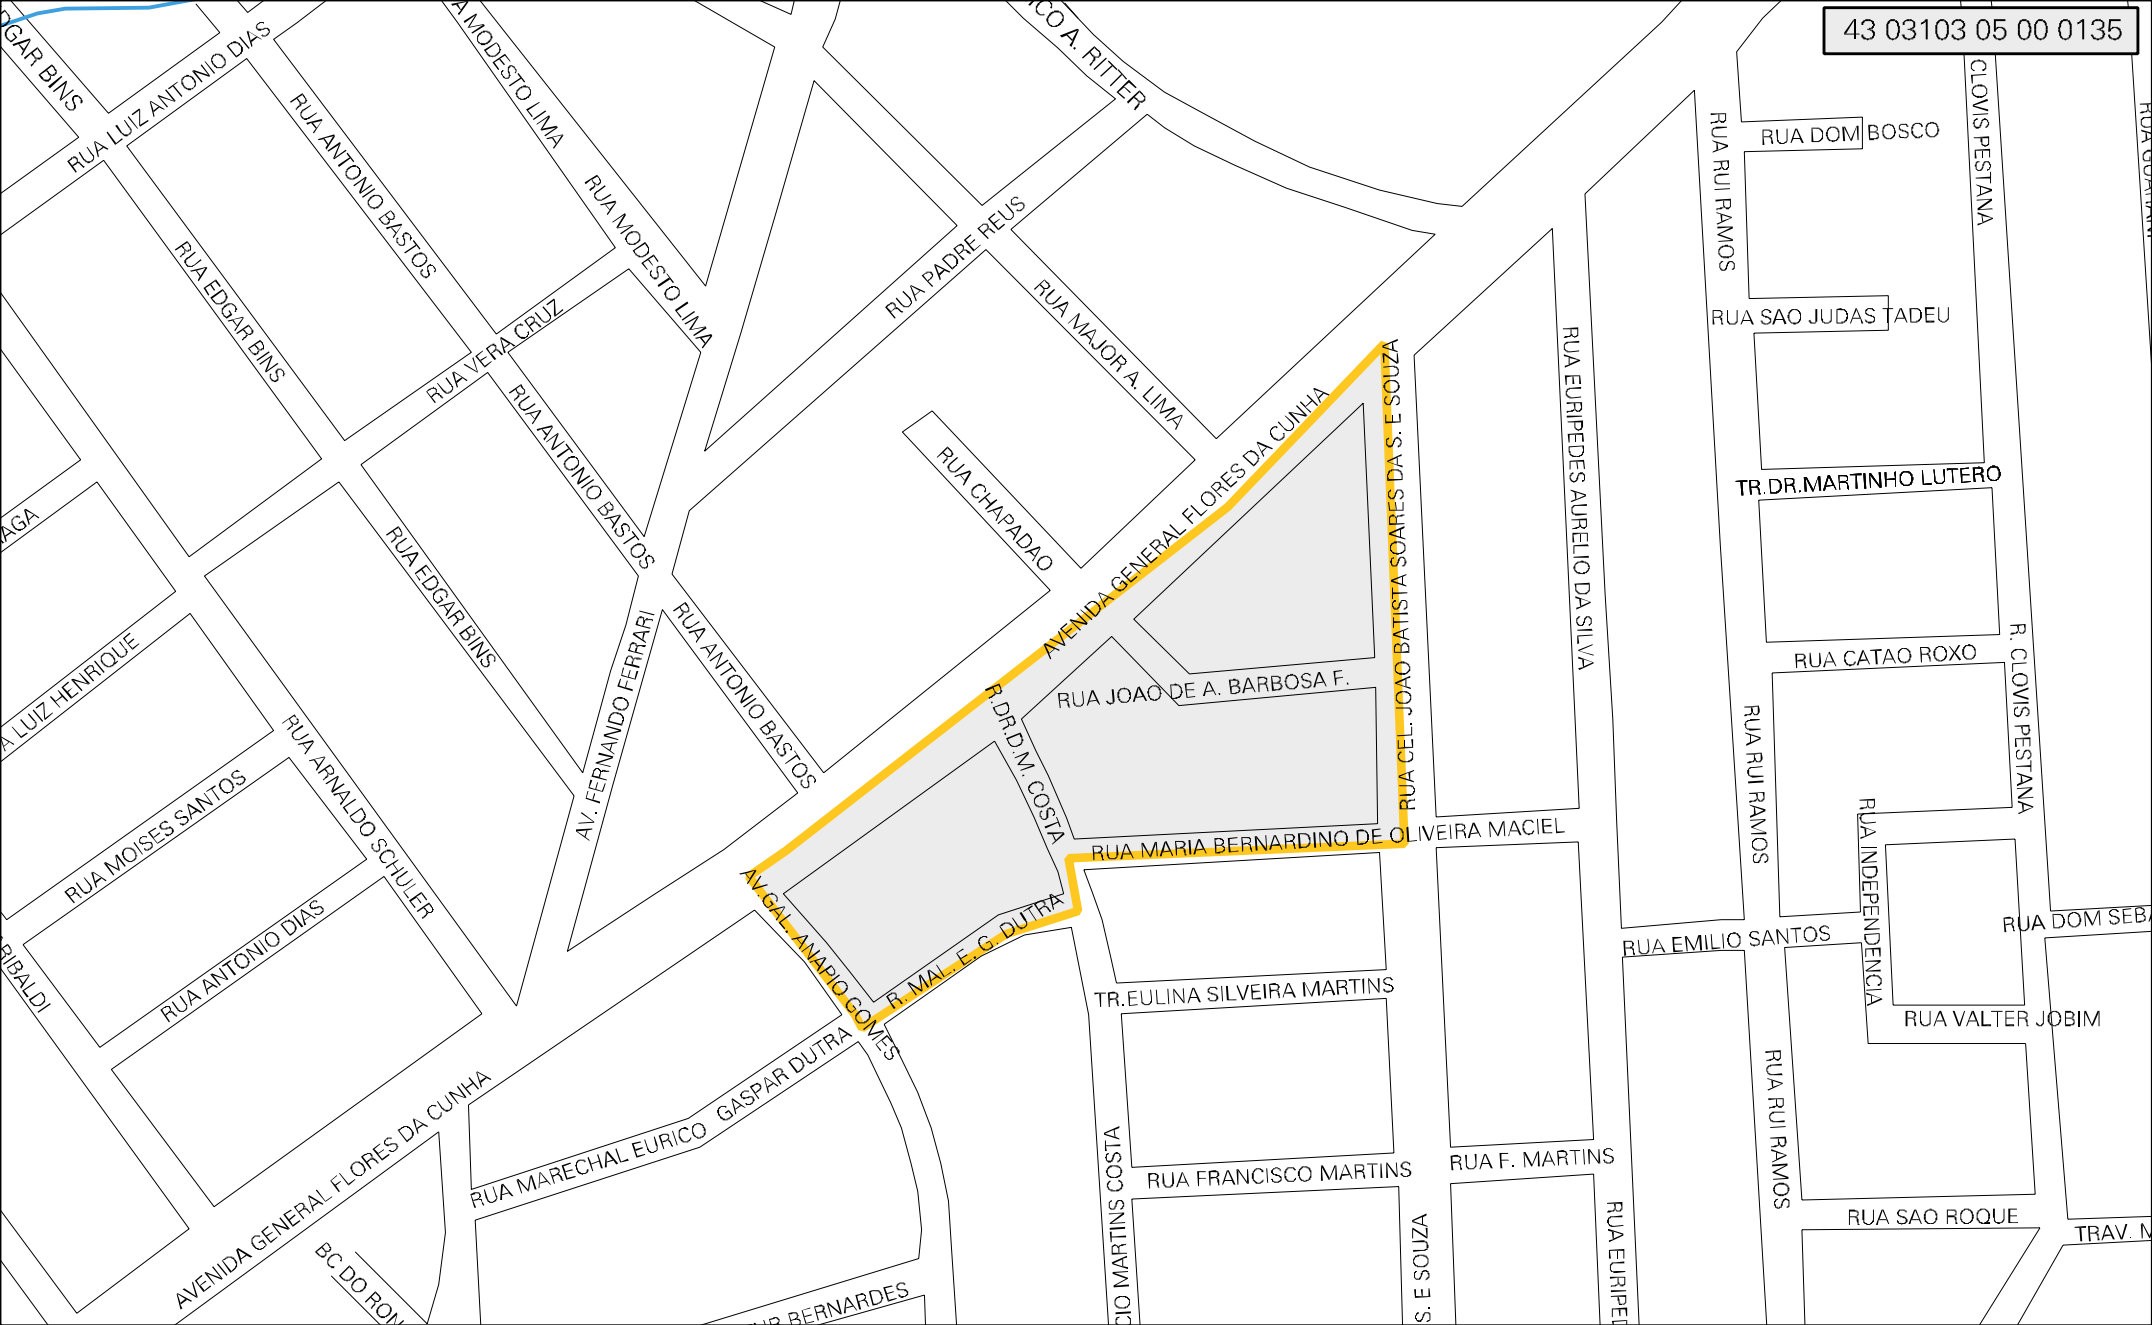 43 03103 05 00 0135
RUA LUIZ ANTONIO DIAS
RUA ANTONIO BASTOS
RUA EDGAR BINS
GAR BINS
A MODESTO LIMA
RUA MODESTO LIMA
ICO A. RITTER
RUA PADRE REUS
RUA VERA CRUZ
RUA MAJOR A. LIMA
RUA CHAPADAO
RUA ANTONIO BASTOS
RUA EDGAR BINS
RUA ANTONIO BASTOS
AV. FERNANDO FERRARI
AVENIDA GENERAL FLORES DA CUNHA
RUA CEL. JOAO BATISTA SOARES DA S. E SOUZA
RUA JOAO DE A. BARBOSA F.
R.DR.D.M. COSTA
RUA MARIA BERNARDINO DE OLIVEIRA MACIEL
AV.GAL. ANAPIO GOMES
R. MAL. E. G. DUTRA
RUA EURIPEDES AURELIO DA SILVA
RUA RUI RAMOS
RUA DOM BOSCO
CLOVIS PESTANA
RUA SAO JUDAS TADEU
TR.DR.MARTINHO LUTERO
RUA CATAO ROXO
R. CLOVIS PESTANA
RUA RUI RAMOS
RUA INDEPENDENCIA
RUA EMILIO SANTOS
RUA DOM SEBA
RUA VALTER JOBIM
RUA RUI RAMOS
RUA SAO ROQUE
TRAV. M
AGA
A LUIZ HENRIQUE
RUA MOISES SANTOS
RUA ARNALDO SCHULER
RUA ANTONIO DIAS
RIBALDI
AVENIDA GENERAL FLORES DA CUNHA
BC DO RON
RUA MARECHAL EURICO GASPAR DUTRA
UR BERNARDES
TR.EULINA SILVEIRA MARTINS
CIO MARTINS COSTA
RUA FRANCISCO MARTINS
RUA F. MARTINS
S. E SOUZA
RUA EURIPED